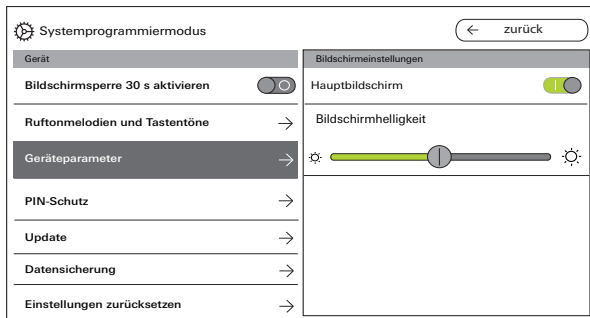 Systemprogrammiermodus
zurück
Gerät
Bildschirmsperre 30 s aktivieren
Ruftonmelodien und Tastentöne
Geräteparameter
PIN-Schutz
Update
Datensicherung
Einstellungen zurücksetzen
Bildschirmeinstellungen
Hauptbildschirm
Bildschirmhelligkeit